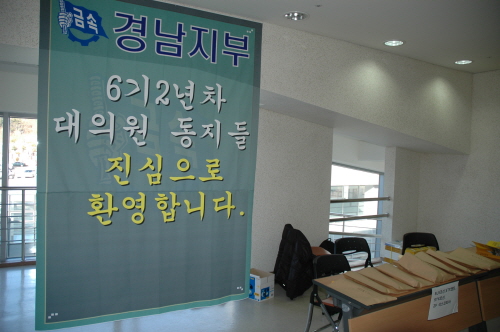 금속 경남지부
6기2년차
대의원 동지들
진심으로
환영합니다.